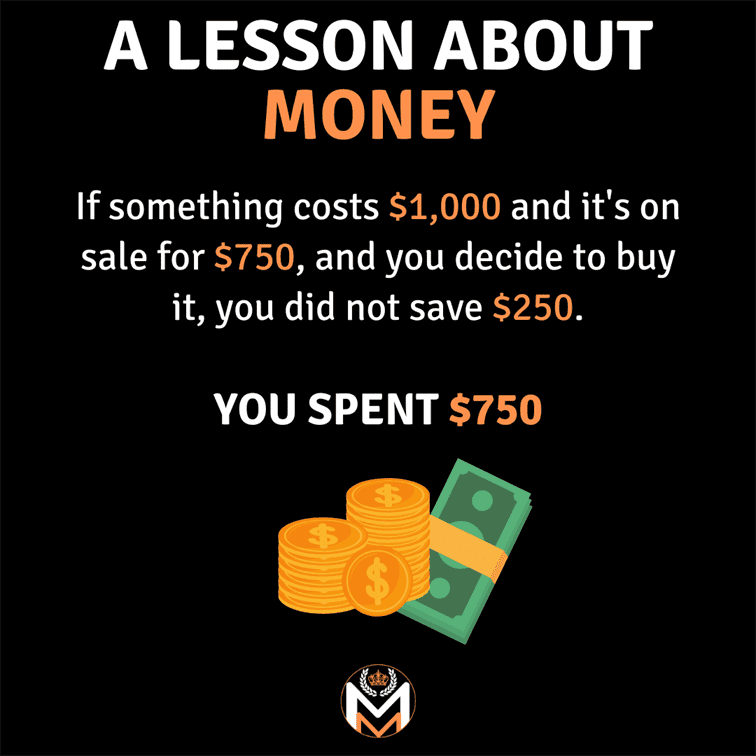 A LESSON ABOUT
MONEY
If something costs $1,000 and it's on
sale for $750, and you decide to buy
it, you did not save $250.
YOU SPENT $750
$
$
$
M
M